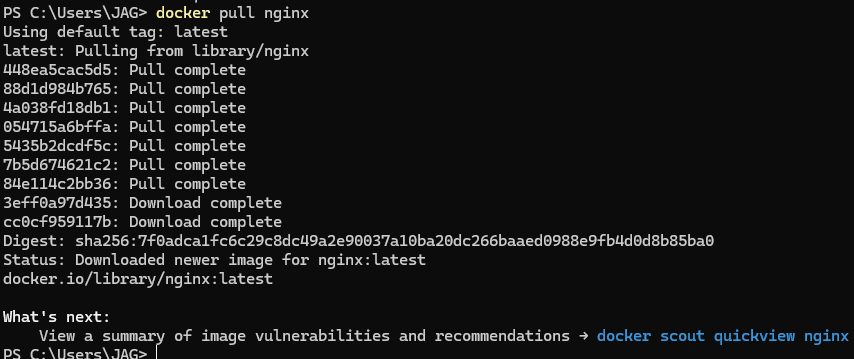 PS C:\Users\JAG> docker pull nginx
Using default tag: latest
latest: Pulling from library/nginx
448ea5cac5d5: Pull complete
88d1d984b765: Pull complete
4a038fd18db1: Pull complete
054715a6bffa: Pull complete
5435b2dcdf5c: Pull complete
7b5d674621c2: Pull complete
84e114c2bb36: Pull complete
3eff0a97d435: Download complete
cc0cf959117b: Download complete
Digest: sha256:7f0adca1fc6c29c8dc49a2e90037a10ba20dc266baaed0988e9fb4d0d8b85ba0
Status: Downloaded newer image for nginx:latest
docker.io/library/nginx:latest
What's next:
View a summary of image vulnerabilities and recommendations → docker scout quickview nginx
PS C:\Users\JAG>